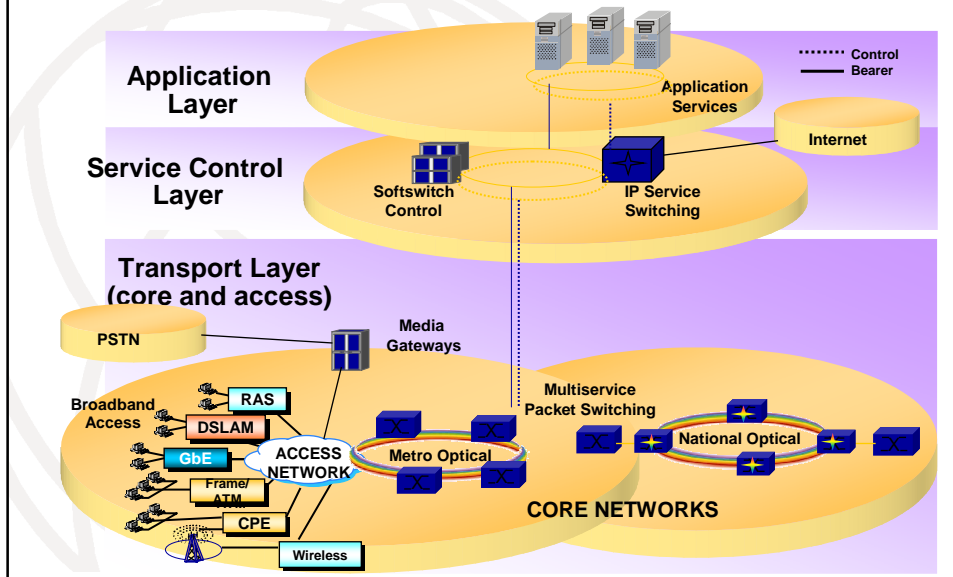 Application
Layer
Application
Services
Control
Bearer
Internet
Service Control
Layer
Softswitch
Control
IP Service
Switching
Transport Layer
(core and access)
PSTN
Media
Gateways
Broadband
Access
RAS
DSLAM
GbE
Frame/
ATM
CPE
Wireless
ACCESS
NETWORK
Metro Optical
Multiservice
Packet Switching
National Optical
CORE NETWORKS